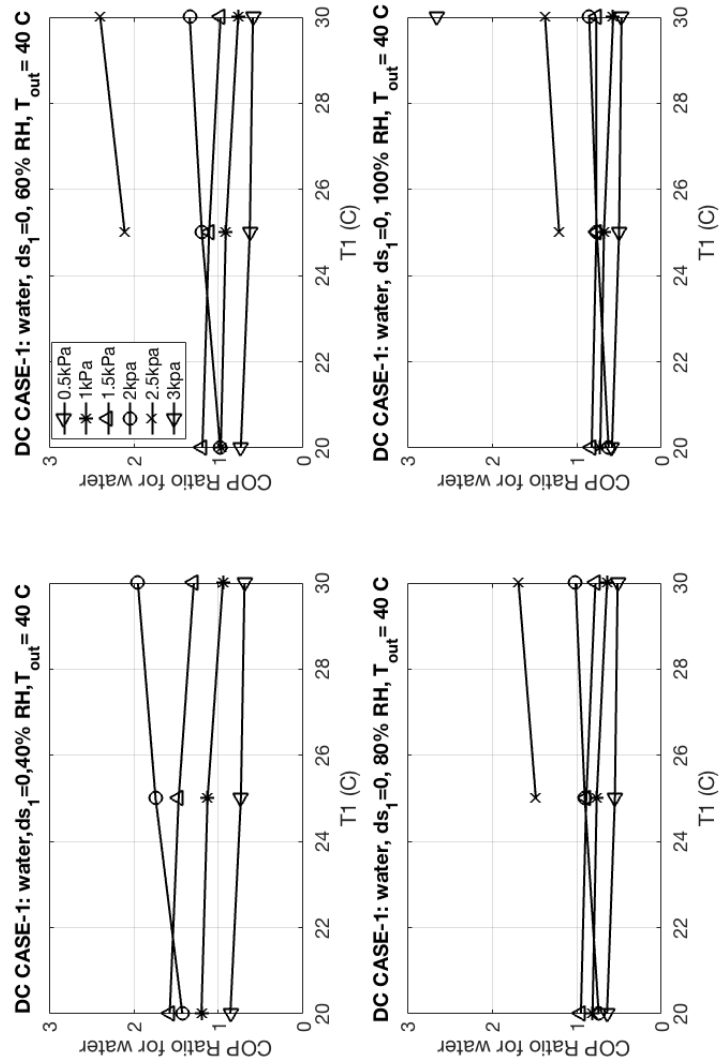 DC CASE-1: water,ds1=0,40% RH,Tout= 40 C
COP Ratio for water
3
2
1
0
20
22
24
26
28
30
T1 (C)
DC CASE-1: water, ds1=0, 60% RH, Tout= 40 C
COP Ratio for water
3
2
1
0
0.5kPa
1kPa
1.5kPa
2kpa
2.5kpa
3kpa
20
22
24
26
28
30
T1 (C)
DC CASE-1: water, ds1=0, 80% RH, Tout= 40 C
COP Ratio for water
3
2
1
0
20
22
24
26
28
30
T1 (C)
DC CASE-1: water, ds1=0, 100% RH, Tout= 40 C
COP Ratio for water
3
2
1
0
20
22
24
26
28
30
T1 (C)